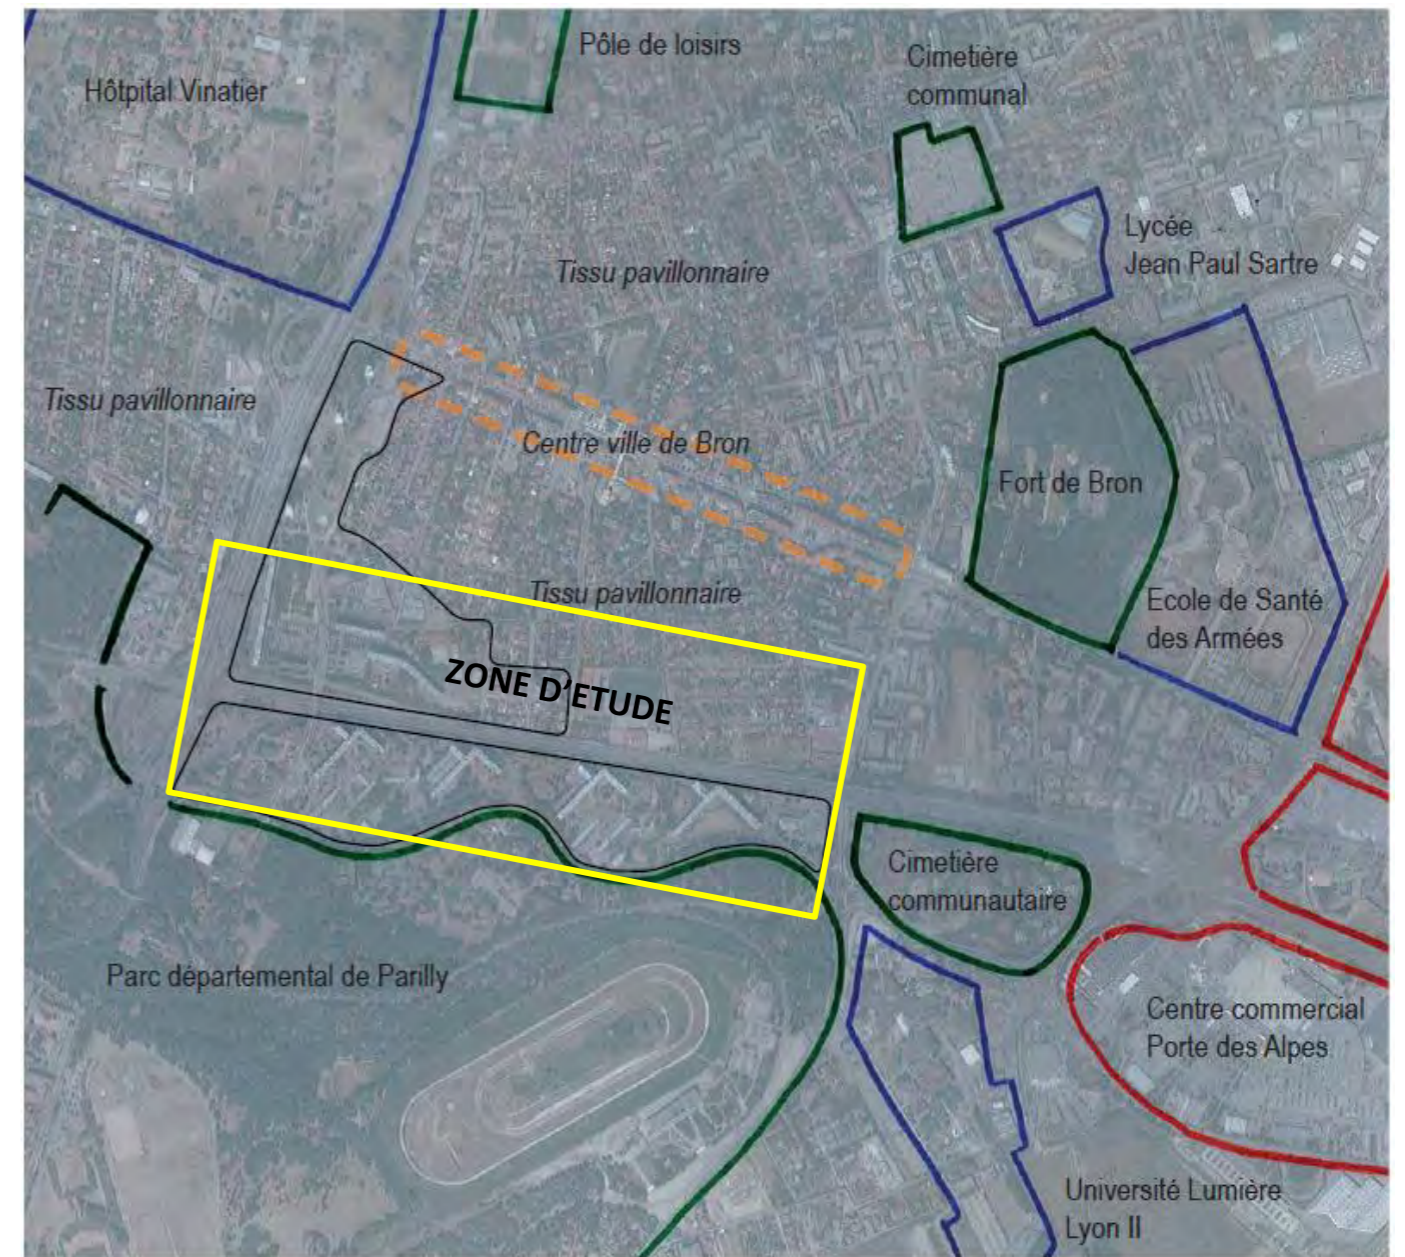 Pôle de loisirs
Cimetière
communal
Hôtpital Vinatier
Lycée
Jean Paul Sartre
Tissu pavillonnaire
Tissu pavillonnaire
Centre ville de Bron
Fort de Bron
Tissu pavillonnaire
Ecole de Santé
des Armées
ZONE D'ETUDE
Cimetière
communautaire
Parc départemental de Parilly
Centre commercial
Porte des Alpes
Université Lumière
Lyon II